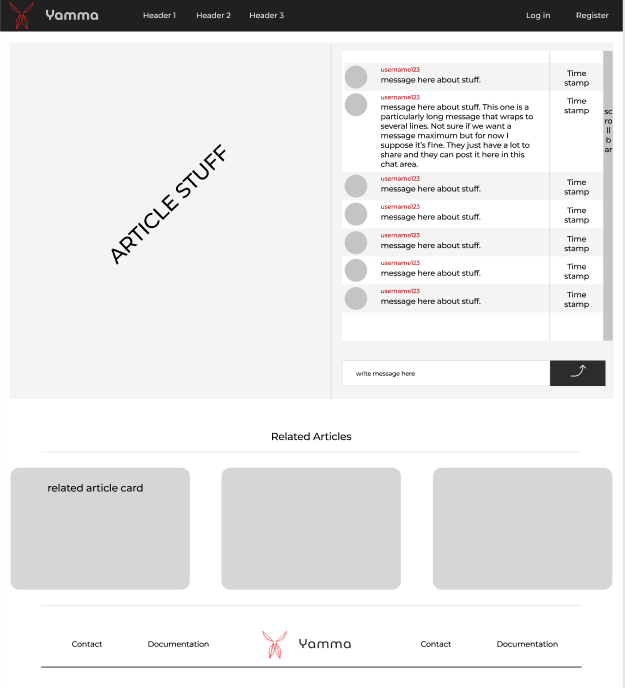 Yamma
Header 1
Header 2
Header 3
Log in
Register
ARTICLE STUFF
username123
message here about stuff.
Time
stamp
username123
message here about stuff. This one is a
particularly long message that wraps to
several lines. Not sure if we want a
message maximum but for now I
suppose it's fine. They just have a lot to
share and they can post it here in this
chat area.
Time
stamp
username123
message here about stuff.
Time
stamp
username123
message here about stuff.
Time
stamp
username123
message here about stuff.
Time
stamp
username123
message here about stuff.
Time
stamp
username123
message here about stuff.
Time
stamp
sc
ro
ll
b
ar
write message here
Related Articles
related article card
Contact
Documentation
Yamma
Contact
Documentation